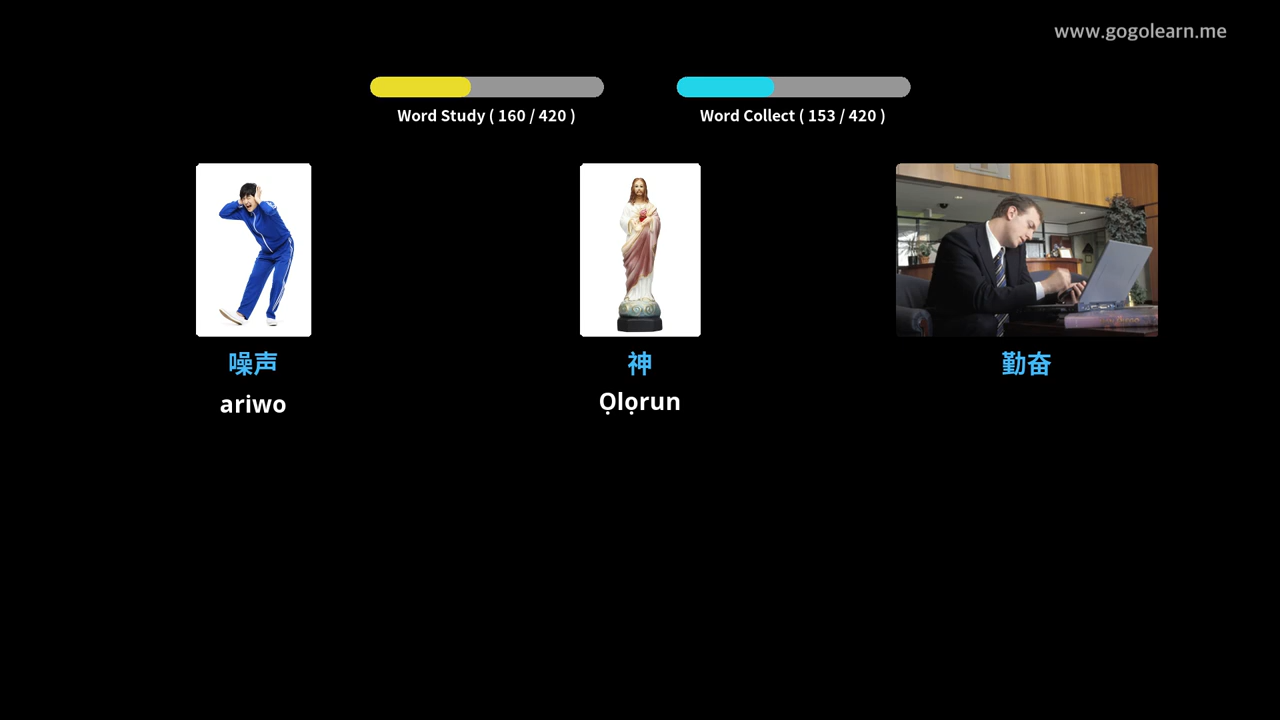 www.gogolearn.me
Word Study ( 160 / 420 )
Word Collect ( 153 / 420 )
噪声
神
勤奋
ariwo
Ọlọrun